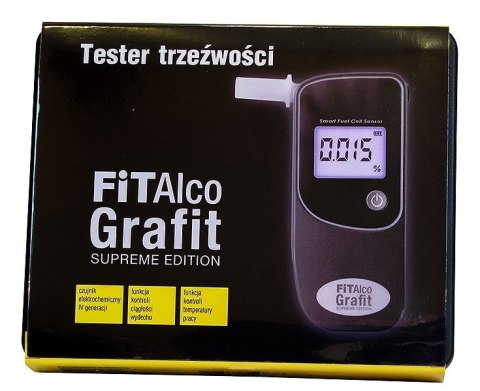 Tester trzeźwości
Smart Fuel Cell Sensor
0.015
%
FiTAlco
Grafit
SUPREME EDITION
czujnik
elektrochemiczny
IV generacji
funkcja
kontroli
ciągłości
wydechu
funkcja
kontroli
temperatury
pracy
FiTAlco
Grafit
SUPREME EDITION